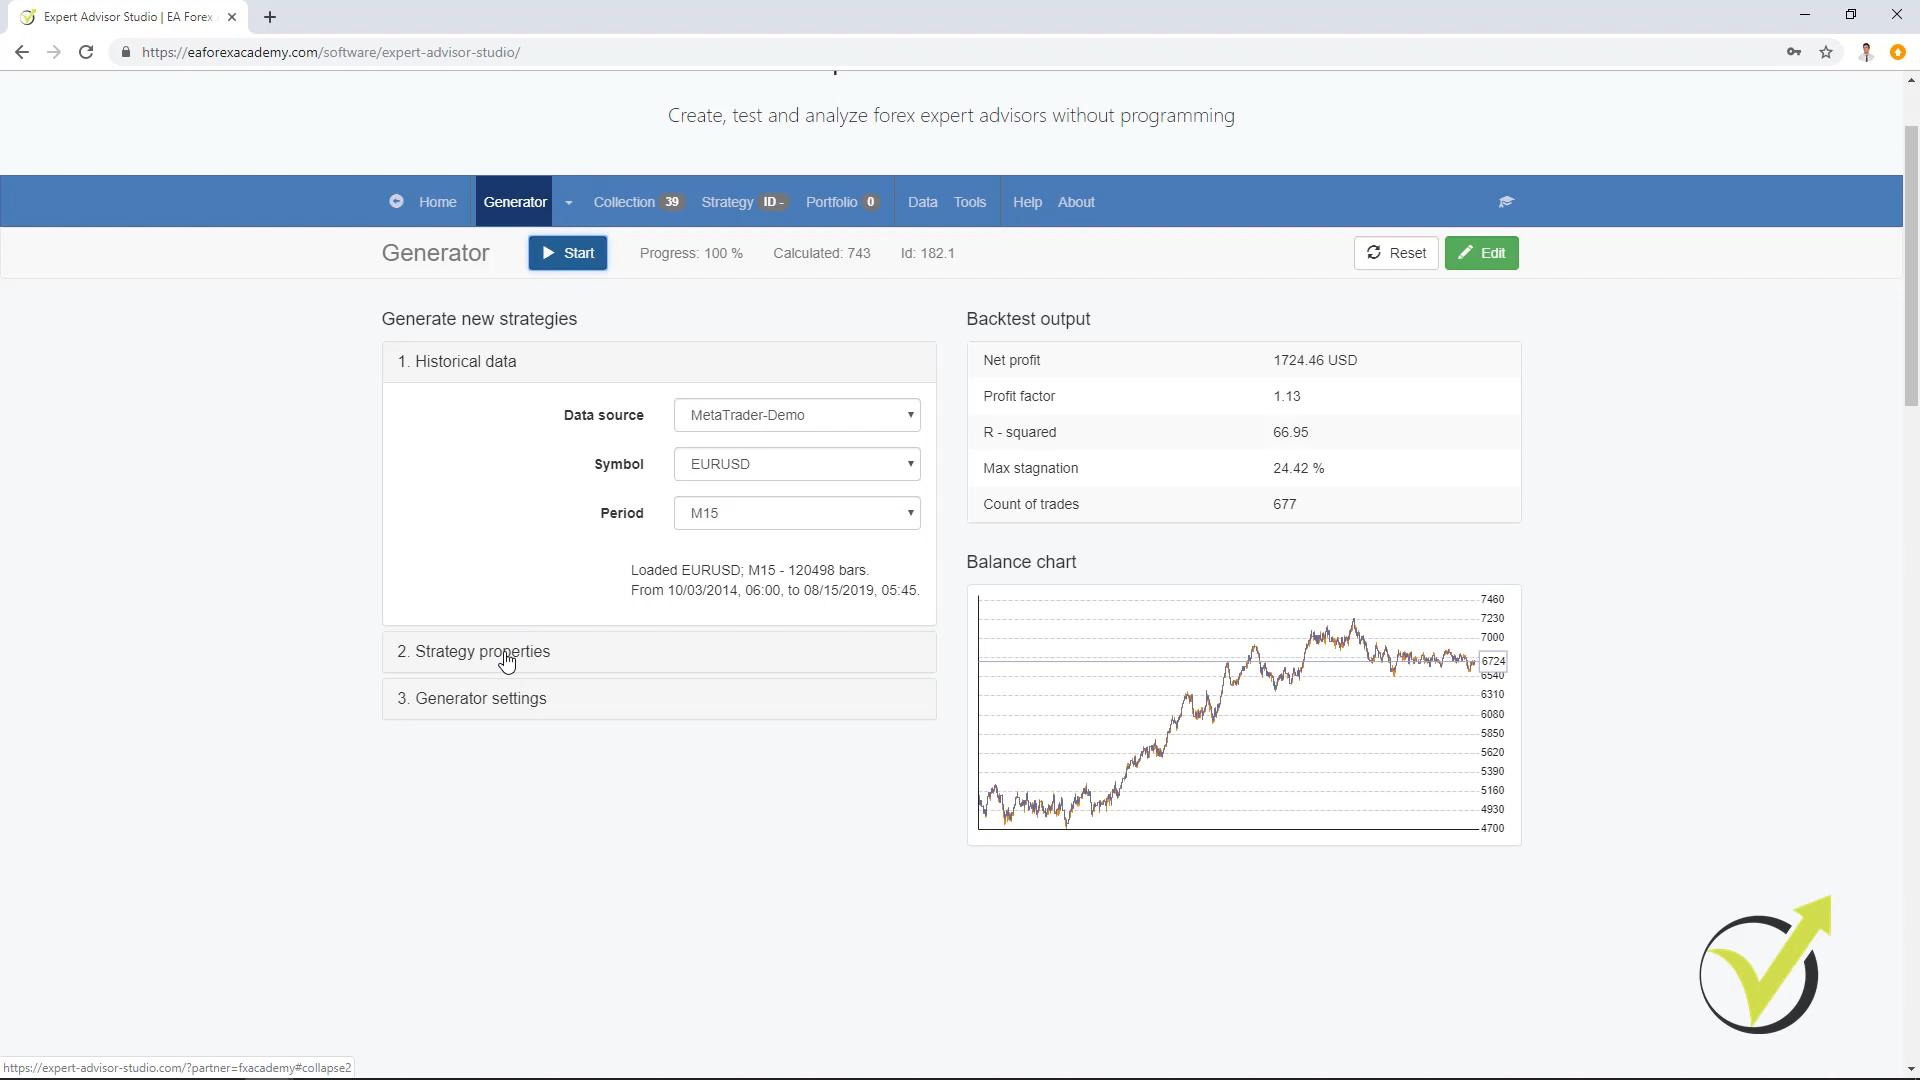 Expert Advisor Studio | EA Forex
https://eaforexacademy.com/software/expert-advisor-studio/
Create, test and analyze forex expert advisors without programming
Home Generator Collection 39 Strategy ID - Portfolio 0 Data Tools Help About
Generator Start Progress: 100 % Calculated: 743 Id: 182.1 Reset Edit
Generate new strategies
1. Historical data
Data source MetaTrader-Demo
Symbol EURUSD
Period M15
Loaded EURUSD; M15 - 120498 bars.
From 10/03/2014, 06:00, to 08/15/2019, 05:45.
2. Strategy properties
3. Generator settings
Backtest output
Net profit 1724.46 USD
Profit factor 1.13
R - squared 66.95
Max stagnation 24.42 %
Count of trades 677
Balance chart
7460
7230
7000
6724
6540
6310
6080
5850
5620
5390
5160
4930
4700
https://expert-advisor-studio.com/?partner=fxacademy#collapse2